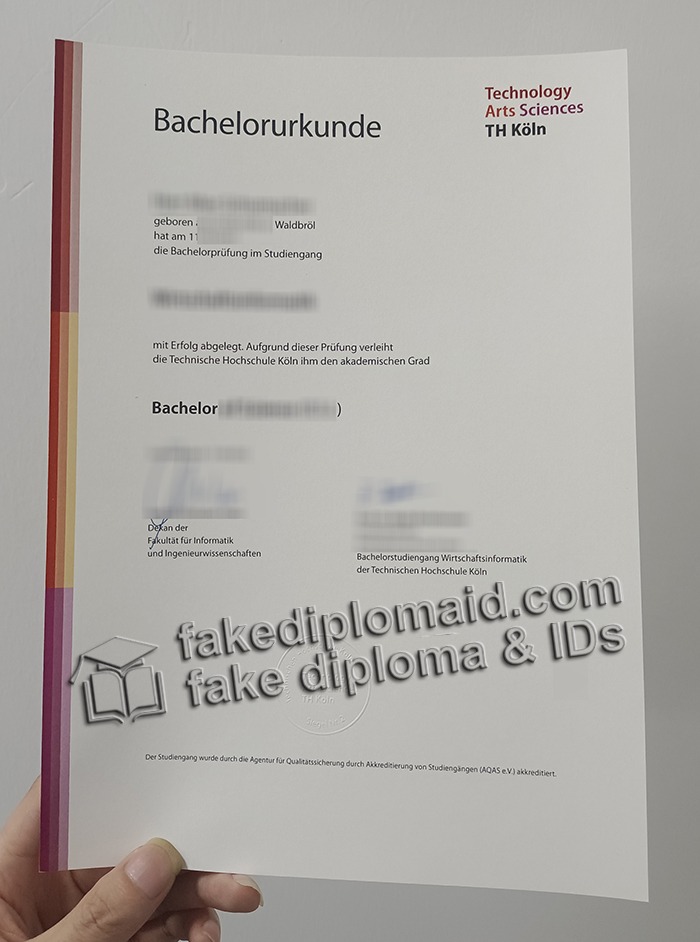 Technology
Arts Sciences
TH Köln
Bachelorurkunde
geboren Waldbröl
hat am 11
die Bachelorprüfung im Studiengang
mit Erfolg abgelegt. Aufgrund dieser Prüfung verleiht
die Technische Hochschule Köln ihm den akademischen Grad
Bachelor )
Dekan der
Fakultät für Informatik
und Ingenieurwissenschaften
Bachelorstudiengang Wirtschaftsinformatik
der Technischen Hochschule Köln
fakediplomaid.com
fake diploma & IDs
TH Köln
Der Studiengang wurde durch die Agentur für Qualitätssicherung durch Akkreditierung von Studiengängen (AQAS e.V.) akkreditiert.